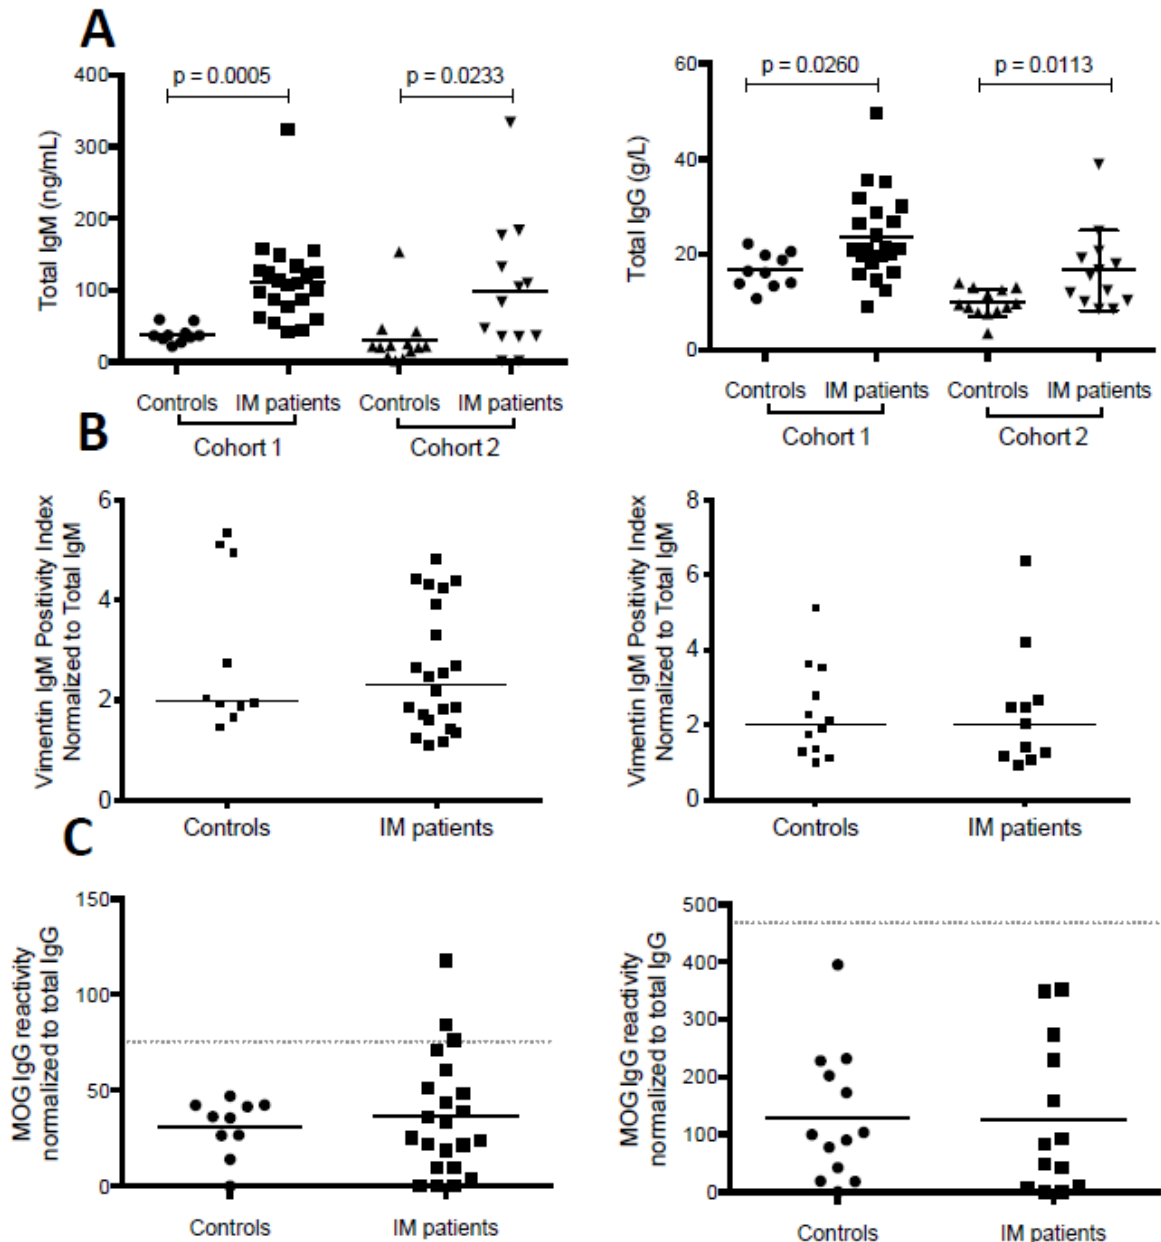 A
400
300
200
100
0
Total IgM (ng/mL)
p = 0.0005
p = 0.0233
Controls
IM patients
Controls
IM patients
Cohort 1
Cohort 2
60
40
20
0
Total IgG (g/L)
p = 0.0260
p = 0.0113
Controls
IM patients
Controls
IM patients
Cohort 1
Cohort 2
B
6
4
2
0
Vimentin IgM Positivity Index
Normalized to Total IgM
Controls
IM patients
8
6
4
2
0
Vimentin IgM Positivity Index
Normalized to Total IgM
Controls
IM patients
C
150
100
50
0
MOG IgG reactivity
normalized to total IgG
Controls
IM patients
500
400
300
200
100
0
MOG IgG reactivity
normalized to total IgG
Controls
IM patients